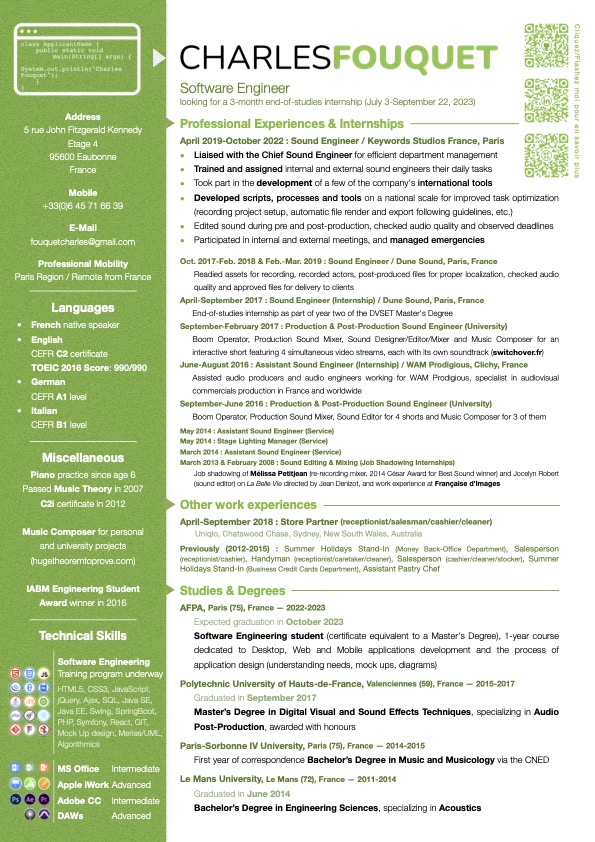 class ApplicantName {
public static void
main(String[] args) {
System.out.println("Charles
Fouquet");
}
}
Address
5 rue John Fitzgerald Kennedy
Etage 4
95600 Eaubonne
France
Mobile
+33(0)6 45 71 66 39
E-Mail
fouquetcharles@gmail.com
Professional Mobility
Paris Region / Remote from France
Languages
• French native speaker
• English
CEFR C2 certificate
TOEIC 2016 Score: 990/990
• German
CEFR A1 level
• Italian
CEFR B1 level
Miscellaneous
Piano practice since age 6
Passed Music Theory in 2007
C2i certificate in 2012
Music Composer for personal
and university projects
(hugetheoremtoprove.com)
IABM Engineering Student
Award winner in 2016
Technical Skills
Software Engineering
Training program underway
HTML5, CSS3, JavaScript,
jQuery, Ajax, SQL, Java SE,
Java EE, Swing, SpringBoot,
PHP, Symfony, React, GIT,
Mock Up design, Merise/UML,
Algorithmics
MS Office Intermediate
Apple iWork Advanced
Adobe CC Intermediate
DAWs Advanced
CHARLESFOUQUET
Software Engineer
looking for a 3-month end-of-studies internship (July 3-September 22, 2023)
Cliquez/Flashez moi pour en savoir plus
Professional Experiences & Internships
April 2019-October 2022 : Sound Engineer / Keywords Studios France, Paris
• Liaised with the Chief Sound Engineer for efficient department management
• Trained and assigned internal and external sound engineers their daily tasks
• Took part in the development of a few of the company's international tools
• Developed scripts, processes and tools on a national scale for improved task optimization
(recording project setup, automatic file render and export following guidelines, etc.)
• Edited sound during pre and post-production, checked audio quality and observed deadlines
• Participated in internal and external meetings, and managed emergencies
Oct. 2017-Feb. 2018 & Feb.-Mar. 2019 : Sound Engineer / Dune Sound, Paris, France
Readied assets for recording, recorded actors, post-produced files for proper localization, checked audio
quality and approved files for delivery to clients
April-September 2017 : Sound Engineer (Internship) / Dune Sound, Paris, France
End-of-studies internship as part of year two of the DVSET Master's Degree
September-February 2017 : Production & Post-Production Sound Engineer (University)
Boom Operator, Production Sound Mixer, Sound Designer/Editor/Mixer and Music Composer for an
interactive short featuring 4 simultaneous video streams, each with its own soundtrack (switchover.fr)
June-August 2016 : Assistant Sound Engineer (Internship) / WAM Prodigious, Clichy, France
Assisted audio producers and audio engineers working for WAM Prodigious, specialist in audiovisual
commercials production in France and worldwide
September-June 2016 : Production & Post-Production Sound Engineer (University)
Boom Operator, Production Sound Mixer, Sound Editor for 4 shorts and Music Composer for 3 of them
May 2014 : Assistant Sound Engineer (Service)
May 2014 : Stage Lighting Manager (Service)
March 2014 : Assistant Sound Engineer (Service)
March 2013 & February 2008 : Sound Editing & Mixing (Job Shadowing Internships)
Job shadowing of Mélissa Petitjean (re-recording mixer, 2014 César Award for Best Sound winner) and Jocelyn Robert
(sound editor) on La Belle Vie directed by Jean Denizot, and work experience at Française d'Images
Other work experiences
April-September 2018 : Store Partner (receptionist/salesman/cashier/cleaner)
Uniqlo, Chatswood Chase, Sydney, New South Wales, Australia
Previously (2012-2015) : Summer Holidays Stand-In (Money Back-Office Department), Salesperson
(receptionist/cashier), Handyman (receptionist/caretaker/cleaner), Salesperson (cashier/cleaner/stocker), Summer
Holidays Stand-In (Business Credit Cards Department), Assistant Pastry Chef
Studies & Degrees
AFPA, Paris (75), France — 2022-2023
Expected graduation in October 2023
Software Engineering student (certificate equivalent to a Master's Degree), 1-year course
dedicated to Desktop, Web and Mobile applications development and the process of
application design (understanding needs, mock ups, diagrams)
Polytechnic University of Hauts-de-France, Valenciennes (59), France — 2015-2017
Graduated in September 2017
Master's Degree in Digital Visual and Sound Effects Techniques, specializing in Audio
Post-Production, awarded with honours
Paris-Sorbonne IV University, Paris (75), France — 2014-2015
First year of correspondence Bachelor's Degree in Music and Musicology via the CNED
Le Mans University, Le Mans (72), France — 2011-2014
Graduated in June 2014
Bachelor's Degree in Engineering Sciences, specializing in Acoustics